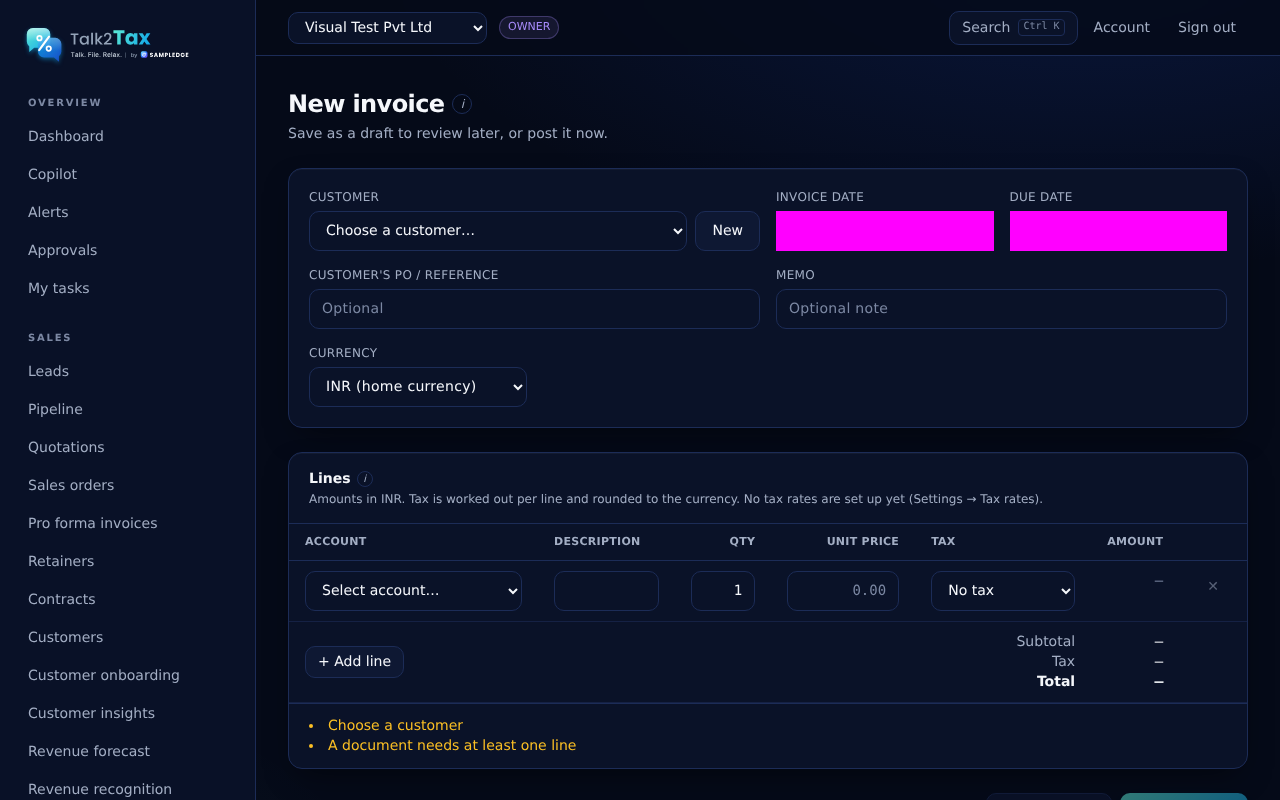 Talk2Tax
Talk. File. Relax. | by SAMPLEDGE
Visual Test Pvt Ltd
OWNER
Search Ctrl K
Account
Sign out
OVERVIEW
Dashboard
Copilot
Alerts
Approvals
My tasks
SALES
Leads
Pipeline
Quotations
Sales orders
Pro forma invoices
Retainers
Contracts
Customers
Customer onboarding
Customer insights
Revenue forecast
Revenue recognition
New invoice i
Save as a draft to review later, or post it now.
CUSTOMER
INVOICE DATE
DUE DATE
Choose a customer…
New
CUSTOMER'S PO / REFERENCE
MEMO
Optional
Optional note
CURRENCY
INR (home currency)
Lines i
Amounts in INR. Tax is worked out per line and rounded to the currency. No tax rates are set up yet (Settings → Tax rates).
ACCOUNT DESCRIPTION QTY UNIT PRICE TAX AMOUNT
Select account… 1 0.00 No tax — ×
+ Add line
Subtotal —
Tax —
Total —
• Choose a customer
• A document needs at least one line